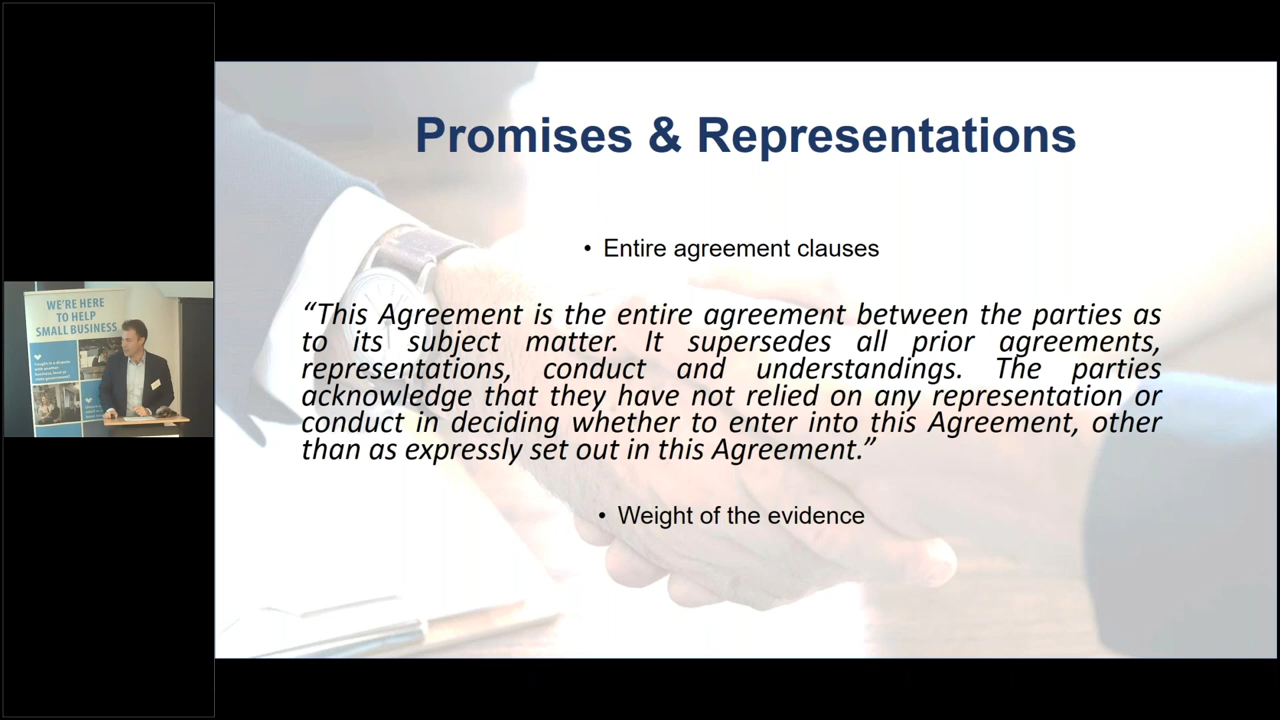 Promises & Representations
• Entire agreement clauses
“This Agreement is the entire agreement between the parties as
to its subject matter. It supersedes all prior agreements,
representations, conduct and understandings. The parties
acknowledge that they have not relied on any representation or
conduct in deciding whether to enter into this Agreement, other
than as expressly set out in this Agreement.”
• Weight of the evidence
WE'RE HERE
TO HELP
SMALL BUSINESS